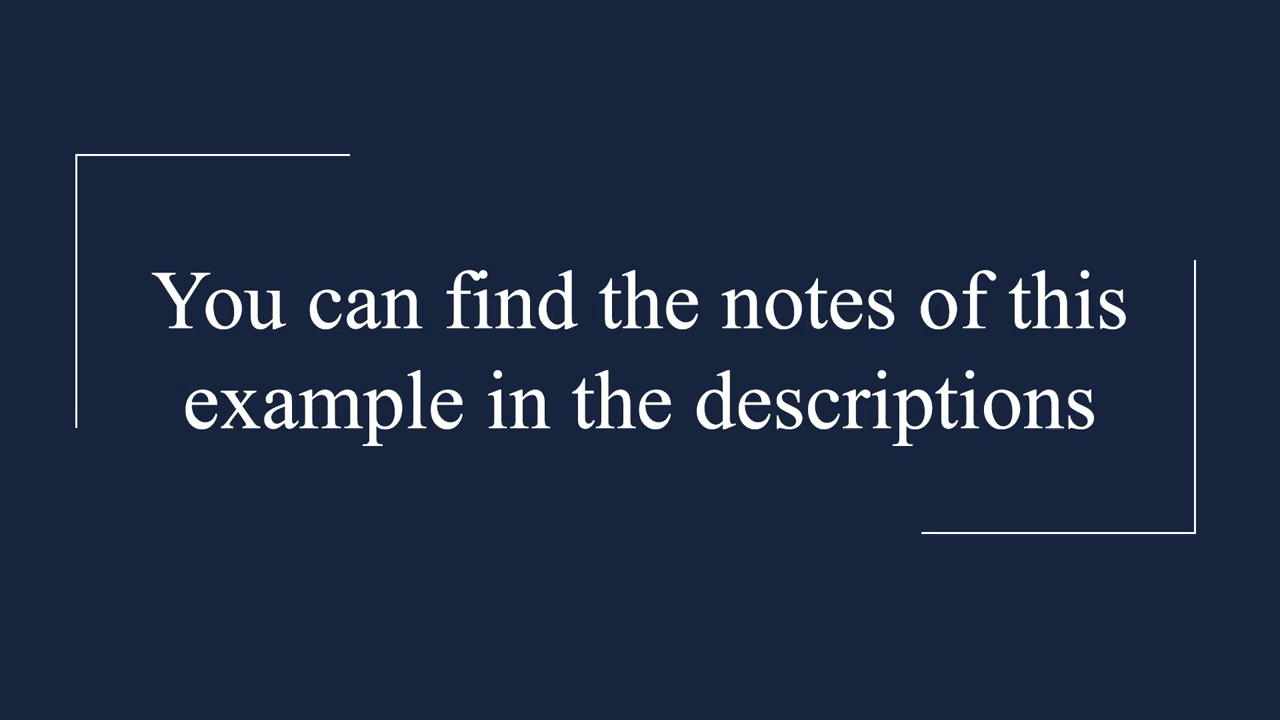 You can find the notes of this
example in the descriptions